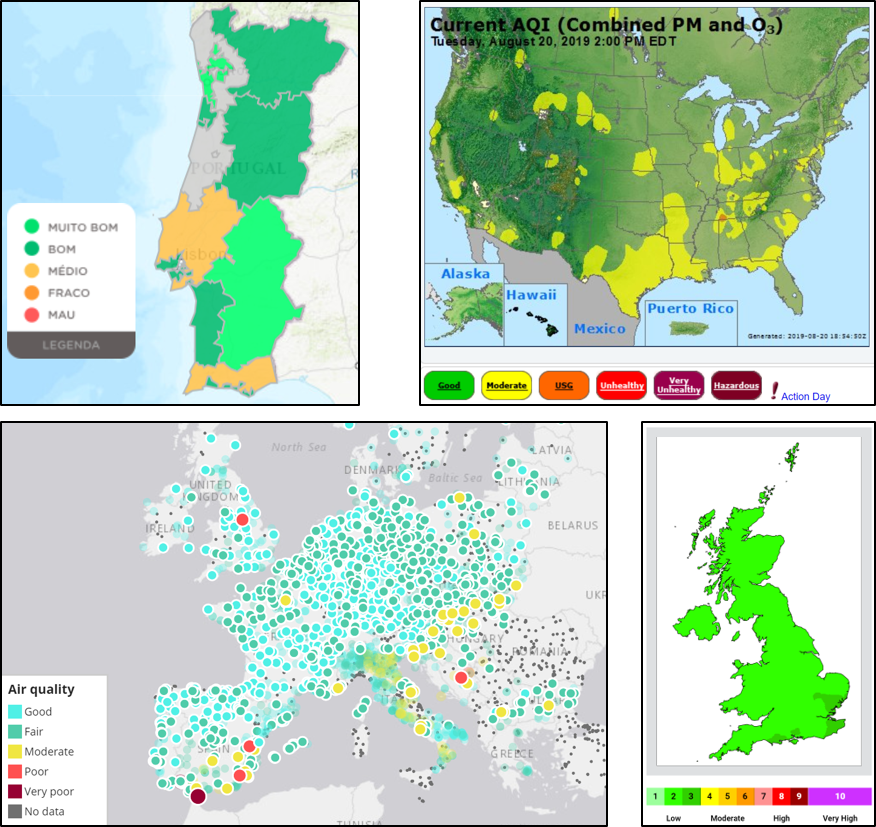 PORTUGAL
Lisbon
MUITO BOM
BOM
MÉDIO
FRACO
MAU
LEGENDA
Current AQI (Combined PM and O₃)
Tuesday, August 20, 2019 2:00 PM EDT
Alaska
Hawaii
Mexico
Puerto Rico
Generated: 2019-08-20 18:54:50Z
Good
Moderate
USG
Unhealthy
Very
Unhealthy
Hazardous
! Action Day
North Sea
DENMARK
Baltic Sea
LATVIA
LITHUANIA
UNITED
KINGDOM
IRELAND
BELARUS
UKR
HUNGARY
ROMANIA
SPAIN
GREECE
TUNISIA
Air quality
Good
Fair
Moderate
Poor
Very poor
No data
1 2 3 4 5 6 7 8 9 10
Low Moderate High Very High